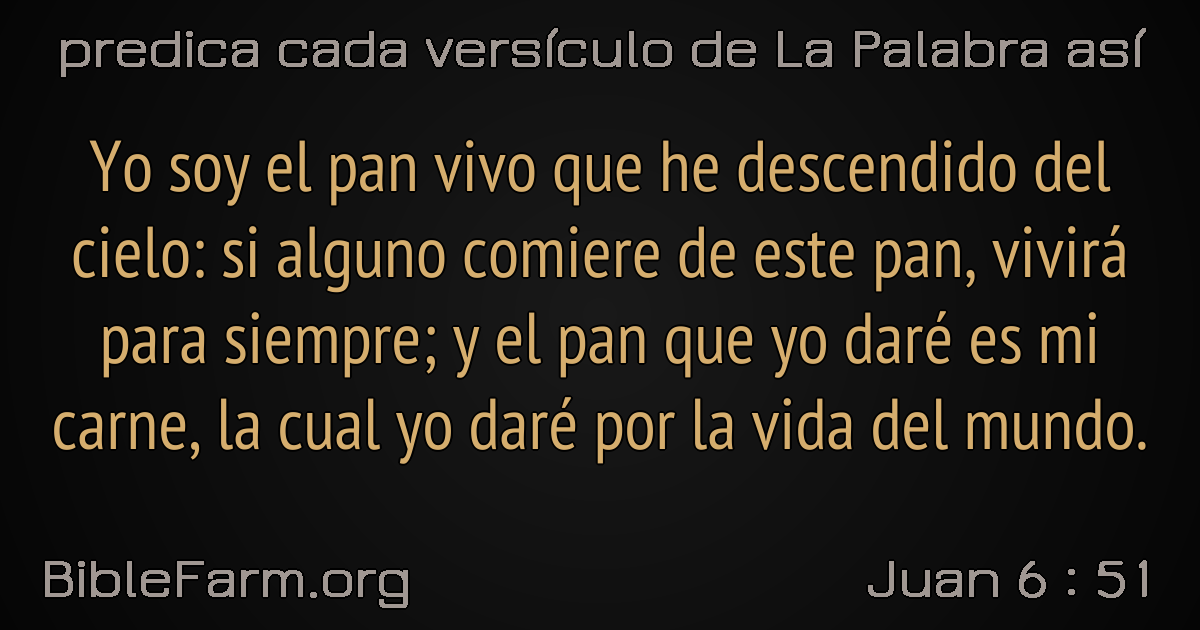 predica cada versículo de La Palabra así
Yo soy el pan vivo que he descendido del
cielo: si alguno comiere de este pan, vivirá
para siempre; y el pan que yo daré es mi
carne, la cual yo daré por la vida del mundo.
BibleFarm.org
Juan 6 : 51